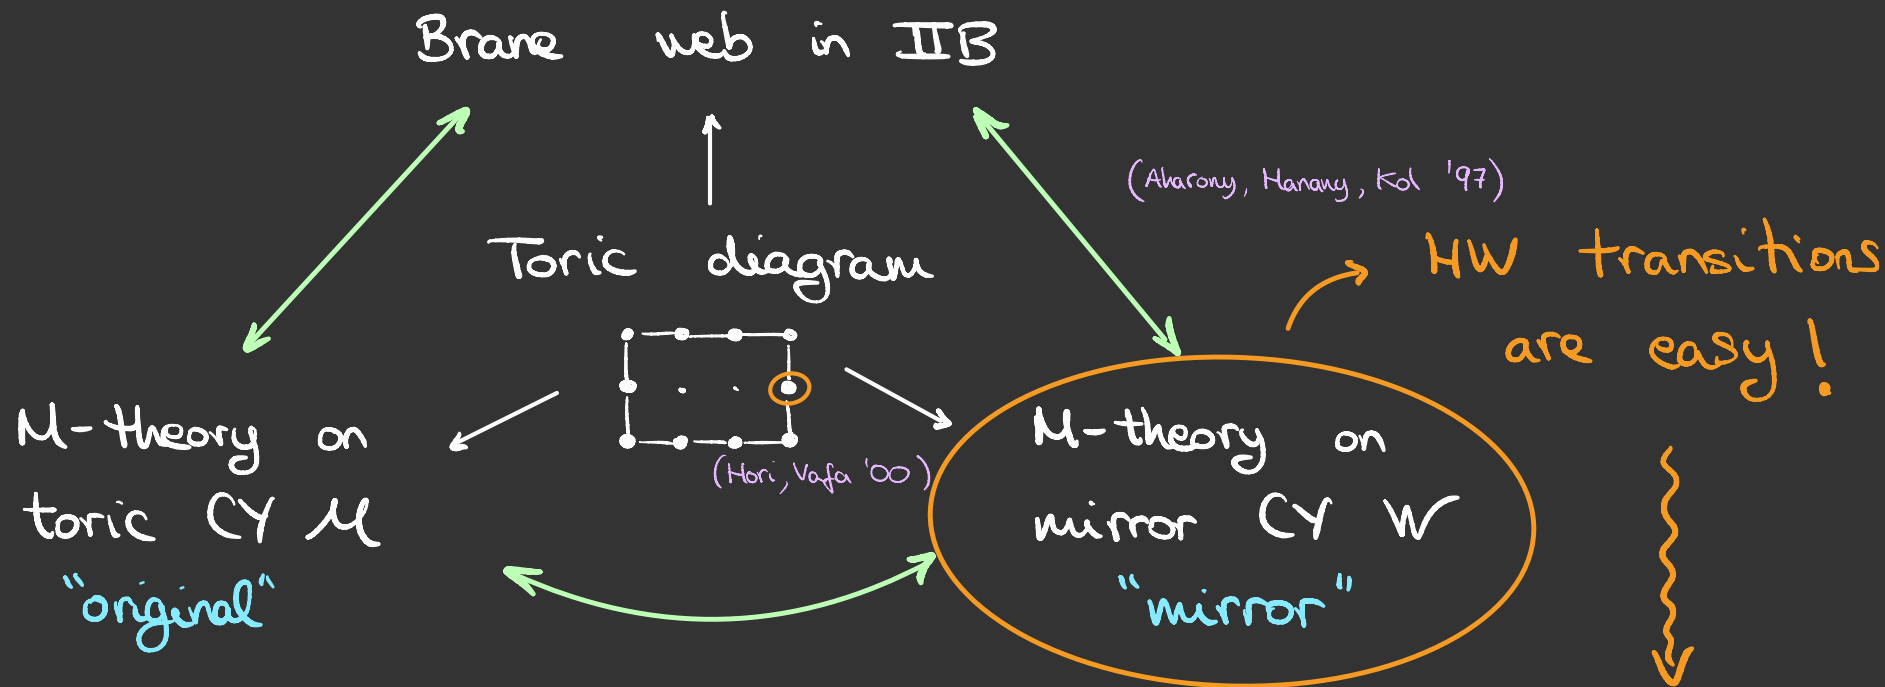 Brane web in IIB
(Aharony, Hanany, Kol '97)
Toric diagram
HW transitions
are easy!
(Hori, Vafa '00)
M-theory on
toric CY M
"original"
M-theory on
mirror CY W
"mirror"